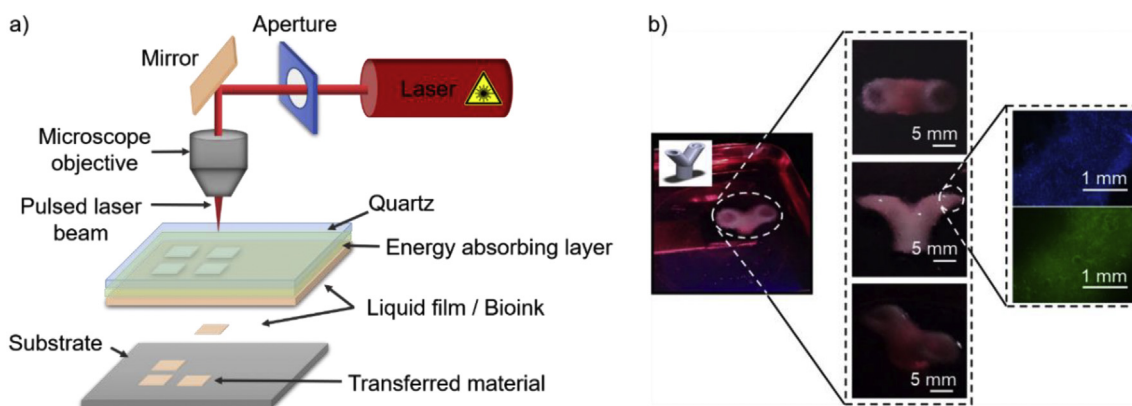 a)
Aperture
Mirror
Laser
Microscope
objective
Pulsed laser
beam
Quartz
Energy absorbing layer
Liquid film / Bioink
Substrate
Transferred material
b)
5 mm
5 mm
5 mm
1 mm
1 mm